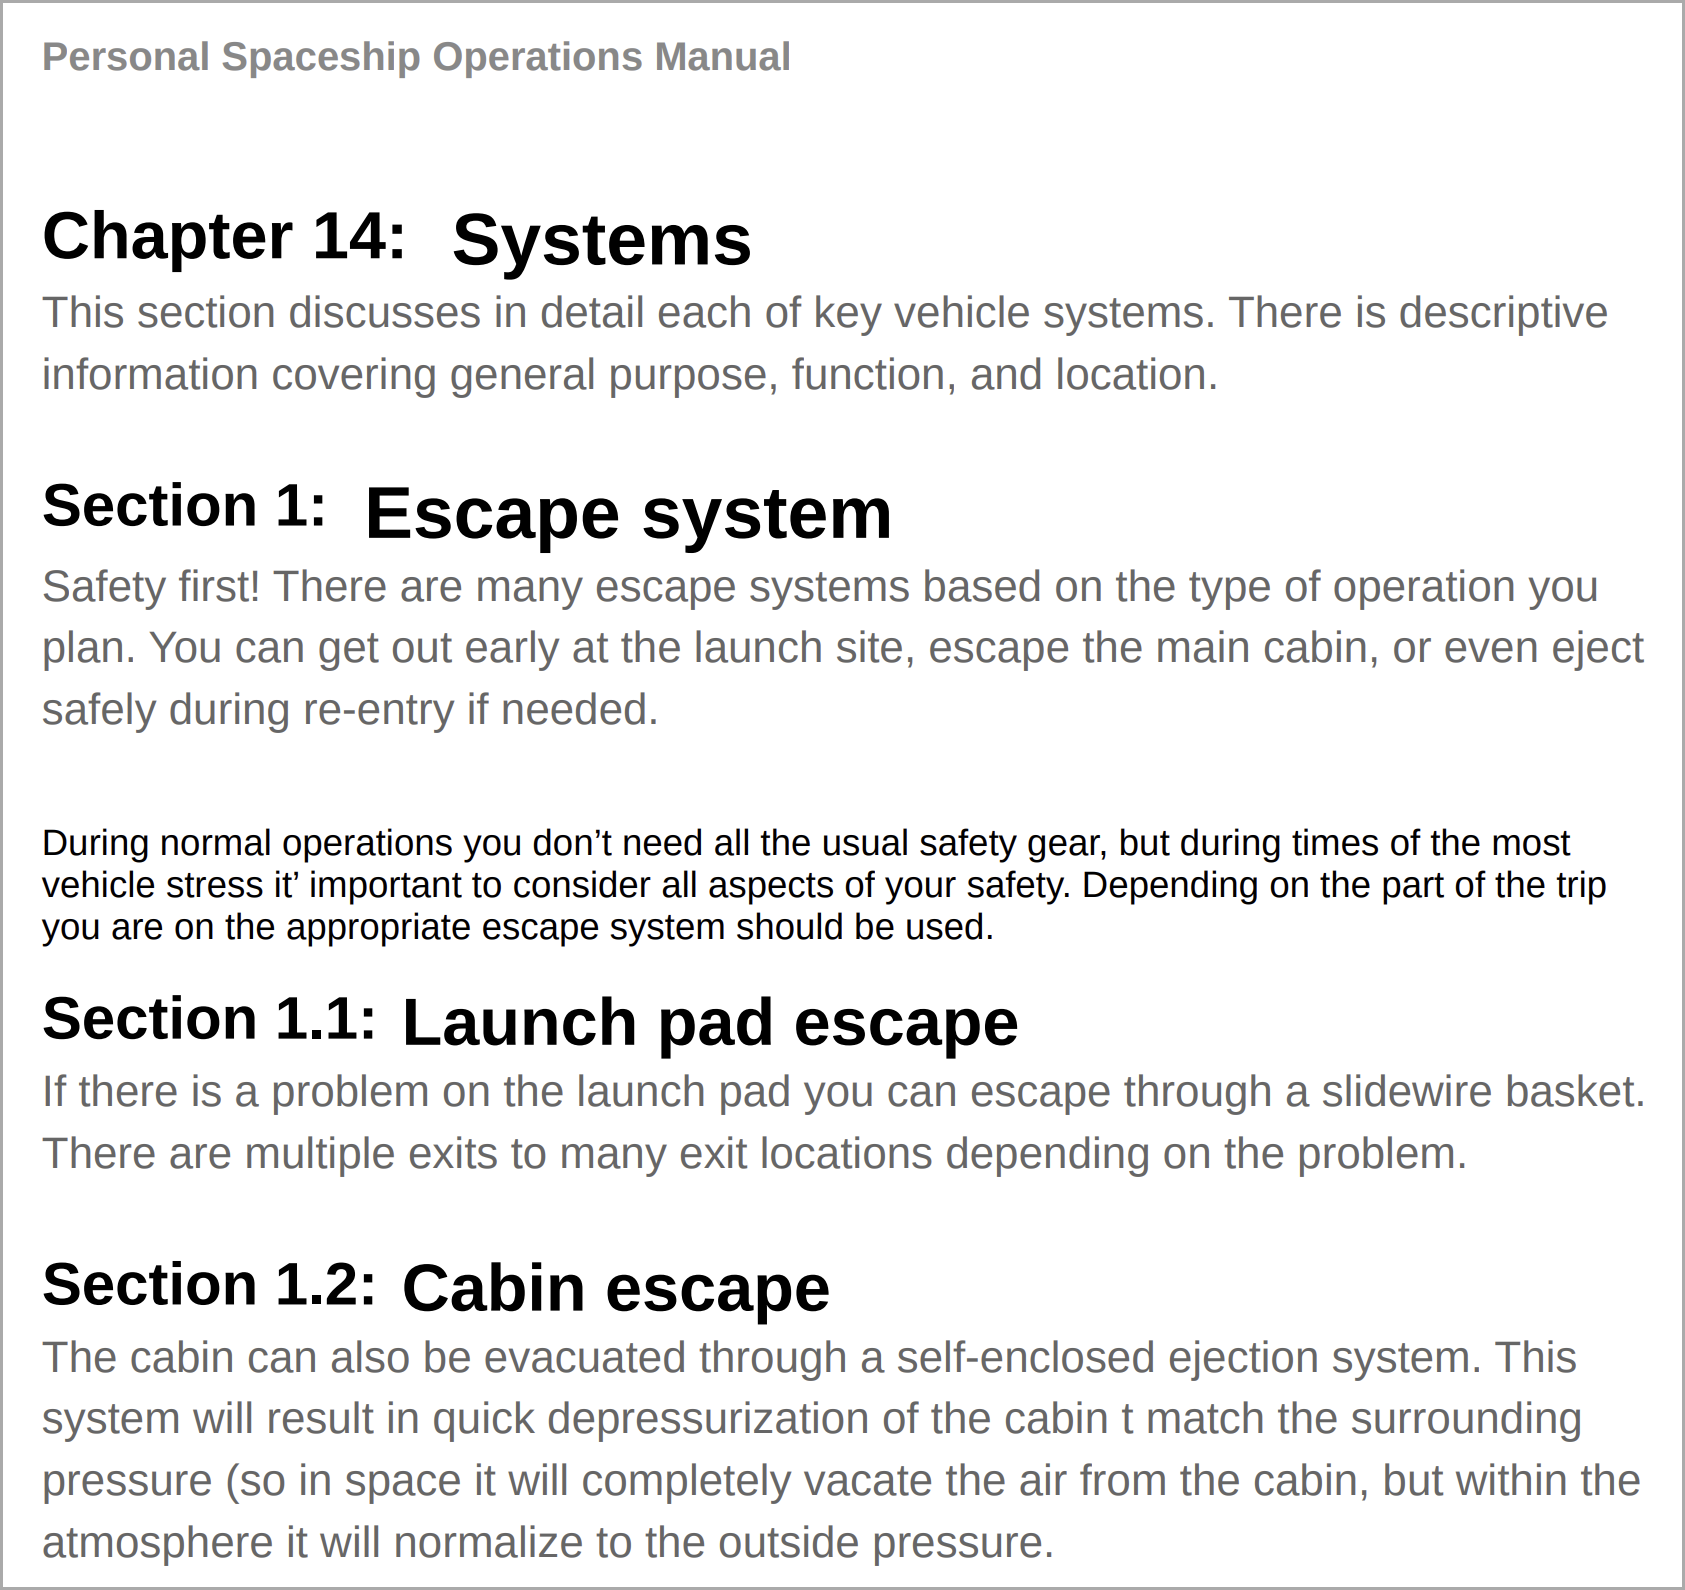 Personal Spaceship Operations Manual
Chapter 14: Systems
This section discusses in detail each of key vehicle systems. There is descriptive
information covering general purpose, function, and location.
Section 1: Escape system
Safety first! There are many escape systems based on the type of operation you
plan. You can get out early at the launch site, escape the main cabin, or even eject
safely during re-entry if needed.
During normal operations you don’t need all the usual safety gear, but during times of the most
vehicle stress it’ important to consider all aspects of your safety. Depending on the part of the trip
you are on the appropriate escape system should be used.
Section 1.1: Launch pad escape
If there is a problem on the launch pad you can escape through a slidewire basket.
There are multiple exits to many exit locations depending on the problem.
Section 1.2: Cabin escape
The cabin can also be evacuated through a self-enclosed ejection system. This
system will result in quick depressurization of the cabin t match the surrounding
pressure (so in space it will completely vacate the air from the cabin, but within the
atmosphere it will normalize to the outside pressure.